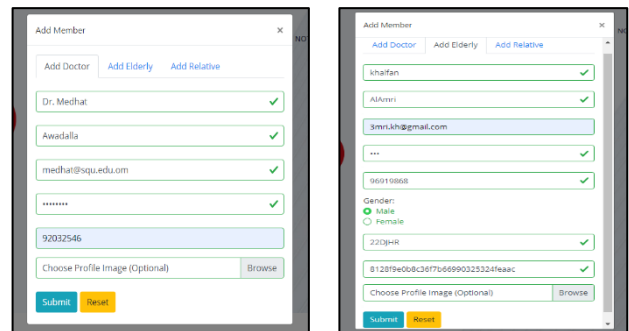 Add Member ×
Add Doctor Add Elderly Add Relative
Dr. Medhat
Awadalla
medhat@squ.edu.om
••••••••
92032546
Choose Profile Image (Optional) Browse
Submit Reset
NO
Add Member ×
Add Doctor Add Elderly Add Relative
khalfan
AlAmri
3mri.kh@gmail.com
•••
96919868
Gender:
Male
Female
22DJHR
8128f9e0b8c36f7b66990325324feaac
Choose Profile Image (Optional) Browse
Submit Reset
NO